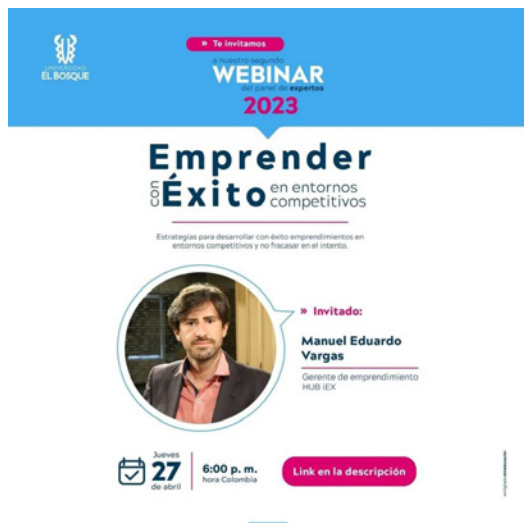 UNIVERSIDAD
EL BOSQUE
» Te invitamos
a nuestro segundo
WEBINAR
del panel de expertos
2023
Emprender
con Éxito en entornos
competitivos
Estrategias para desarrollar con éxito emprendimientos en
entornos competitivos y no fracasar en el intento.
» Invitado:
Manuel Eduardo
Vargas
Gerente de emprendimiento
HUB iEX
Jueves
27
de abril
6:00 p. m.
hora Colombia
Link en la descripción